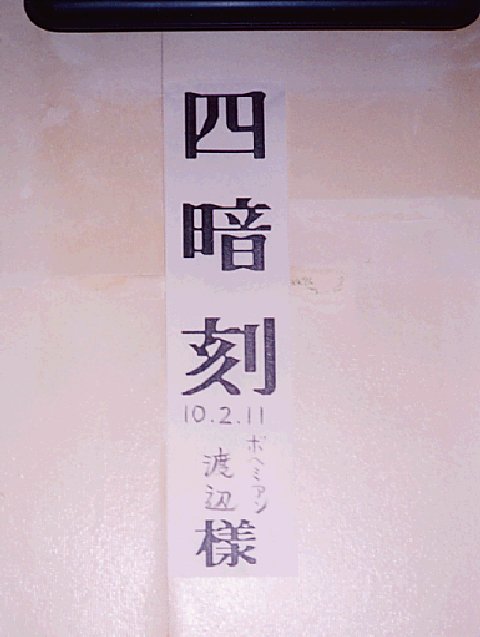 四暗刻
10.2.11
ボヘミアン
渡辺
様